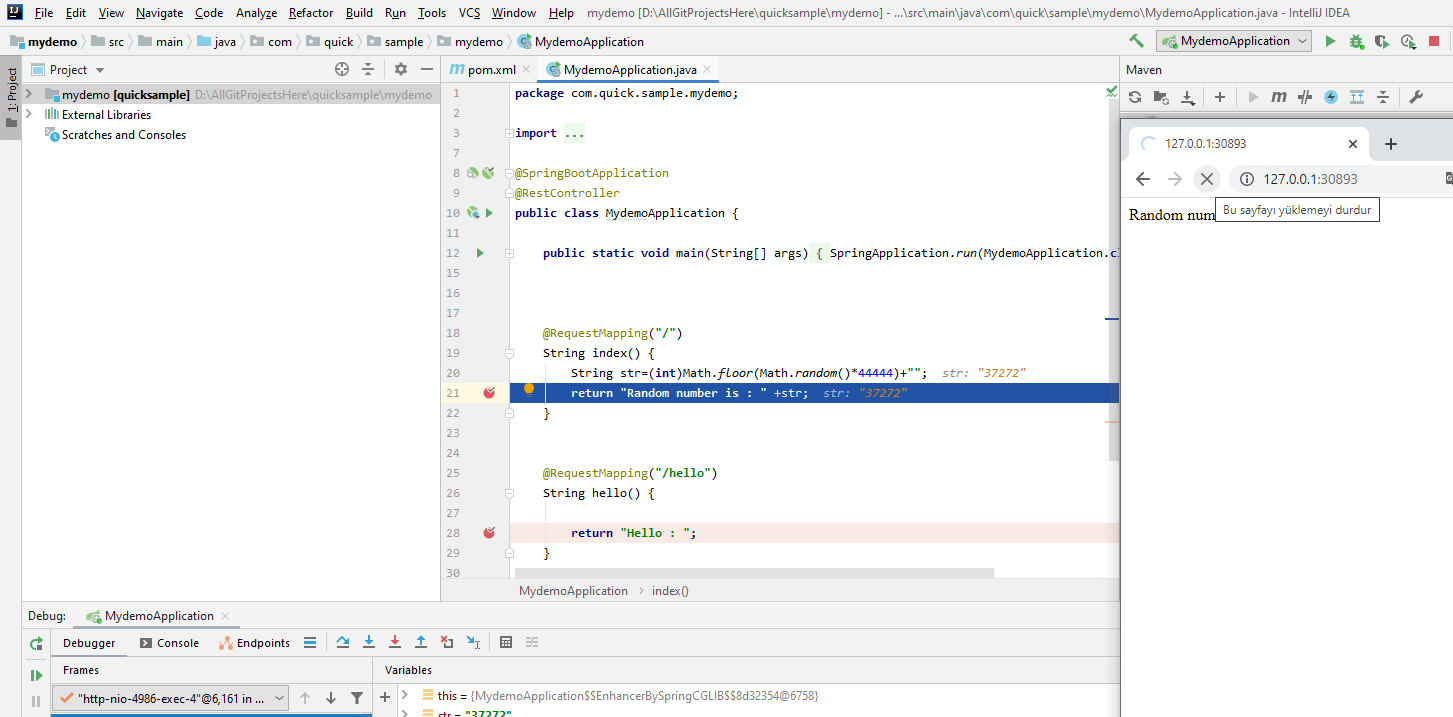 File Edit View Navigate Code Analyze Refactor Build Run Tools VCS Window Help mydemo [D:\AllGitProjectsHere\quicksample\mydemo] - ...\src\main\java\com\quick\sample\mydemo\MydemoApplication.java - IntelliJ IDEA
mydemo src main java com quick sample mydemo MydemoApplication MydemoApplication
1: Project
Project
mydemo [quicksample] D:\AllGitProjectsHere\quicksample\mydemo
External Libraries
Scratches and Consoles
pom.xml MydemoApplication.java
1 package com.quick.sample.mydemo;
2
3 import ...
7
8 @SpringBootApplication
9 @RestController
10 public class MydemoApplication {
11
12 public static void main(String[] args) { SpringApplication.run(MydemoApplication.c
15
16
17
18 @RequestMapping("/")
19 String index() {
20 String str=(int)Math.floor(Math.random()*44444)+""; str: "37272"
21 return "Random number is : " +str; str: "37272"
22 }
23
24
25 @RequestMapping("/hello")
26 String hello() {
27
28 return "Hello : ";
29 }
30
MydemoApplication › index()
Maven
127.0.0.1:30893
127.0.0.1:30893
Random num
Bu sayfayı yüklemeyi durdur
Debug: MydemoApplication
Debugger Console Endpoints
Frames Variables
"http-nio-4986-exec-4"@6,161 in ...
this = {MydemoApplication$$EnhancerBySpringCGLIB$$8d32354@6758}
str = "37272"